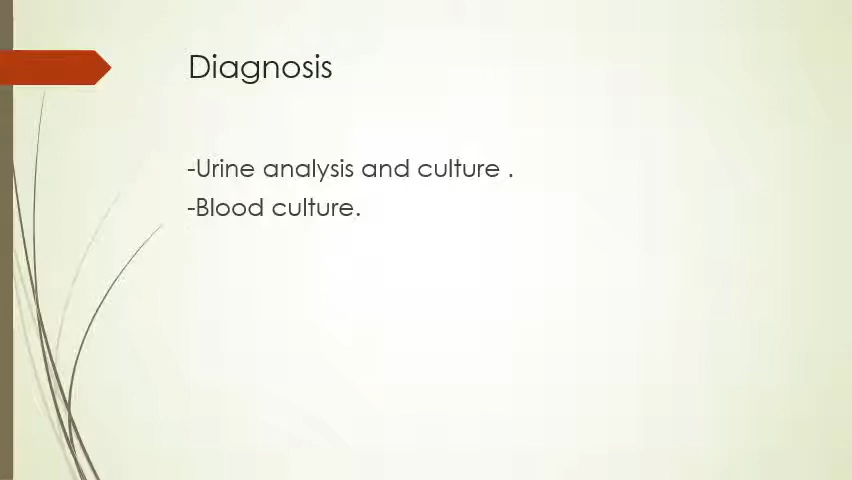 Diagnosis
-Urine analysis and culture .
-Blood culture.